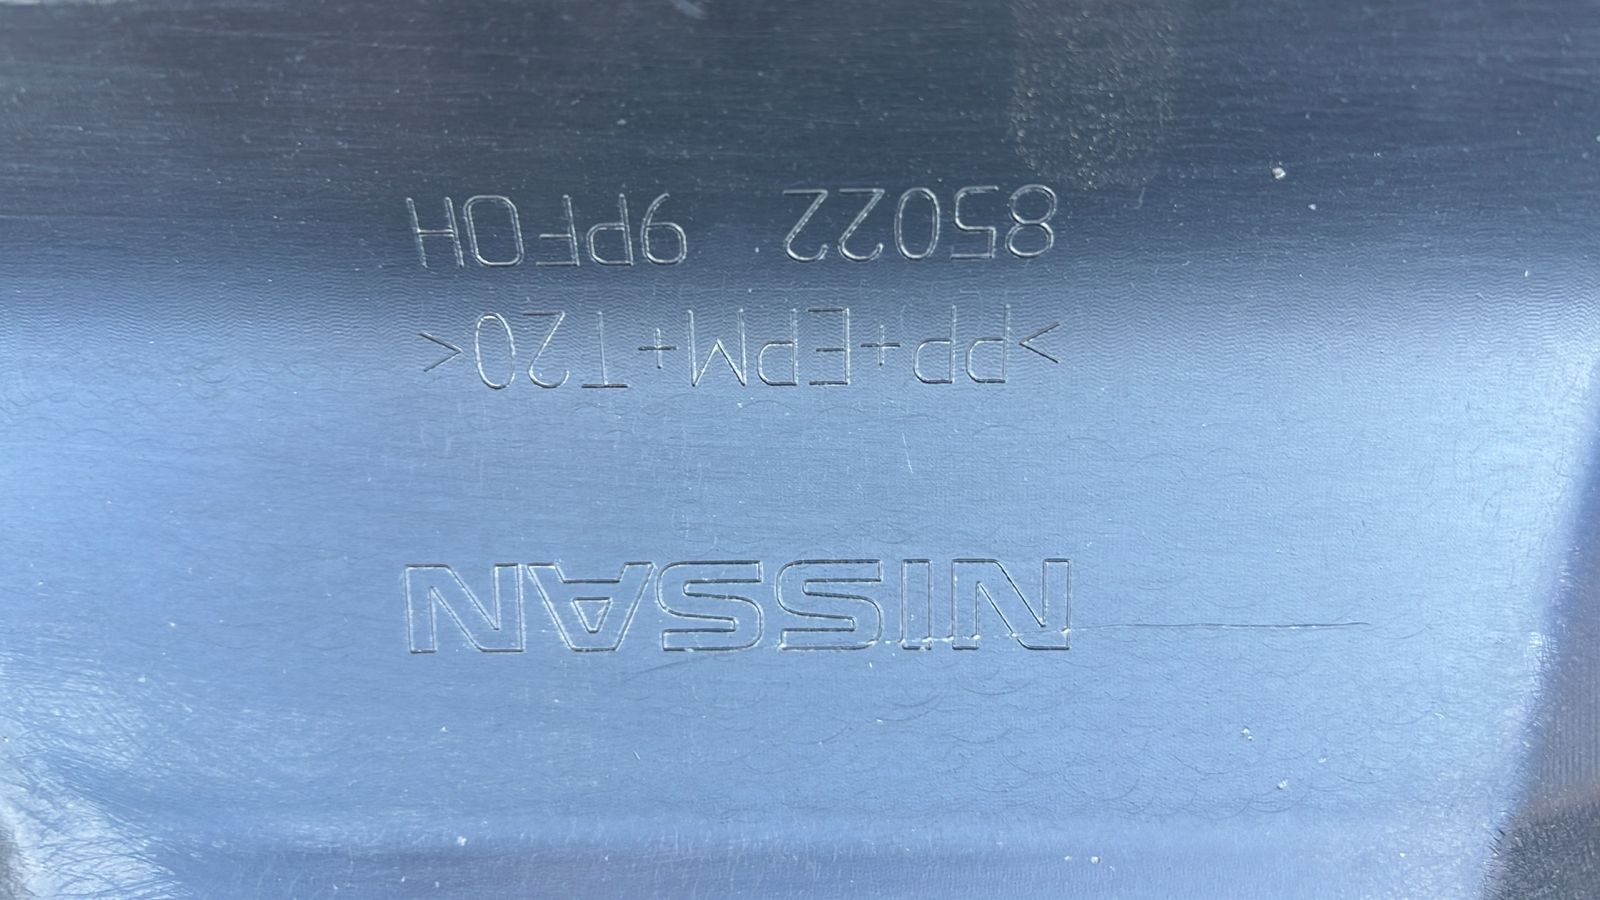 NISSAN
>PP+EPM+T20<
85022 9PF0H